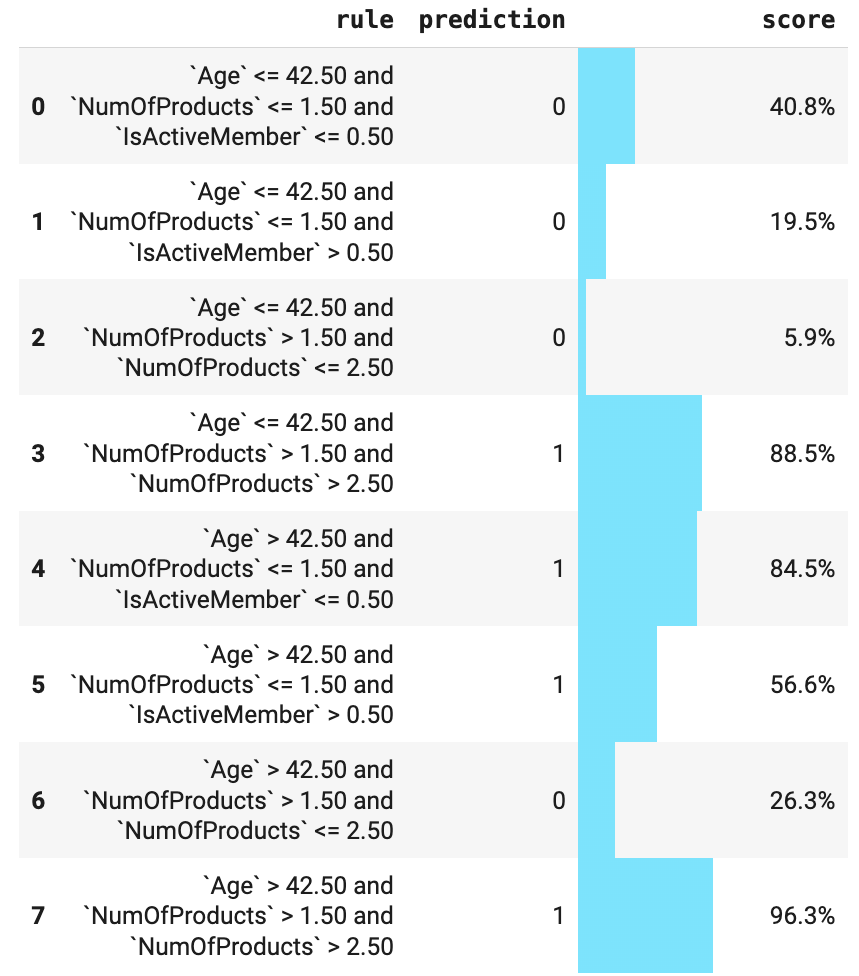 rule prediction score
`Age` <= 42.50 and
0 `NumOfProducts` <= 1.50 and 0 40.8%
`IsActiveMember` <= 0.50
`Age` <= 42.50 and
1 `NumOfProducts` <= 1.50 and 0 19.5%
`IsActiveMember` > 0.50
`Age` <= 42.50 and
2 `NumOfProducts` > 1.50 and 0 5.9%
`NumOfProducts` <= 2.50
`Age` <= 42.50 and
3 `NumOfProducts` > 1.50 and 1 88.5%
`NumOfProducts` > 2.50
`Age` > 42.50 and
4 `NumOfProducts` <= 1.50 and 1 84.5%
`IsActiveMember` <= 0.50
`Age` > 42.50 and
5 `NumOfProducts` <= 1.50 and 1 56.6%
`IsActiveMember` > 0.50
`Age` > 42.50 and
6 `NumOfProducts` > 1.50 and 0 26.3%
`NumOfProducts` <= 2.50
`Age` > 42.50 and
7 `NumOfProducts` > 1.50 and 1 96.3%
`NumOfProducts` > 2.50